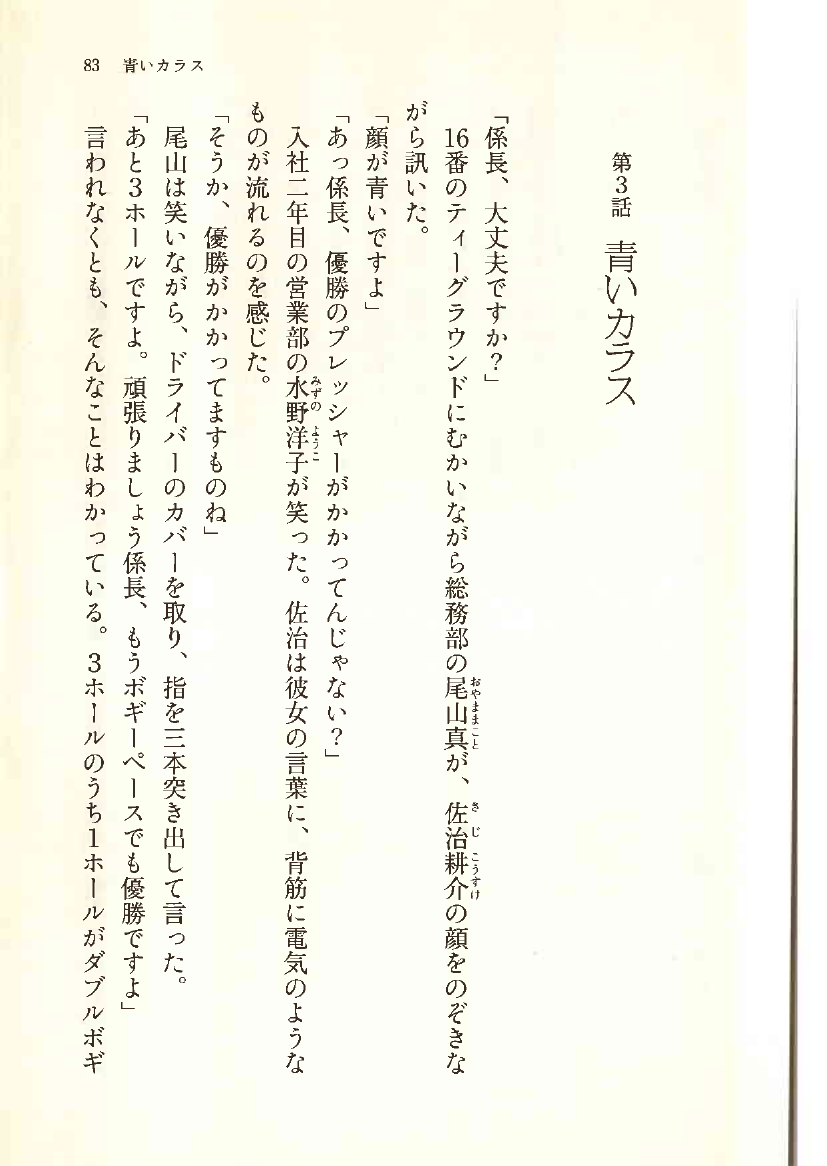 83 青いカラス
第3話 青いカラス
「係長、大丈夫ですか？」
16番のティーグラウンドにむかいながら総務部の尾山真が、佐治耕介の顔をのぞきな
がら訊いた。
「顔が青いですよ」
「あっ係長、優勝のプレッシャーがかかってんじゃない？」
入社二年目の営業部の水野洋子が笑った。佐治は彼女の言葉に、背筋に電気のような
ものが流れるのを感じた。
「そうか、優勝がかかってますものね」
尾山は笑いながら、ドライバーのカバーを取り、指を三本突き出して言った。
「あと3ホールですよ。頑張りましょう係長、もうボギーペースでも優勝ですよ」
言われなくとも、そんなことはわかっている。3ホールのうち1ホールがダブルボギ